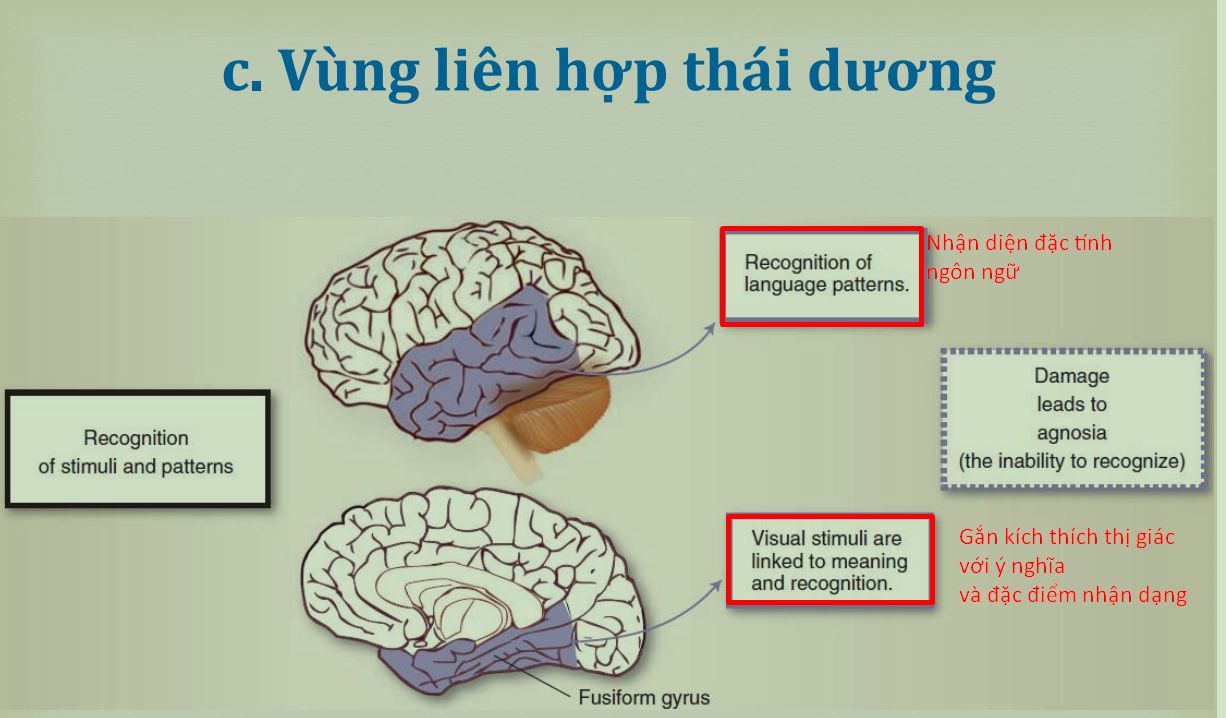 c. Vùng liên hợp thái dương
Recognition of
language patterns.
Nhận diện đặc tính
ngôn ngữ
Recognition
of stimuli and patterns
Damage
leads to
agnosia
(the inability to recognize)
Visual stimuli are
linked to meaning
and recognition.
Gắn kích thích thị giác
với ý nghĩa
và đặc điểm nhận dạng
Fusiform gyrus